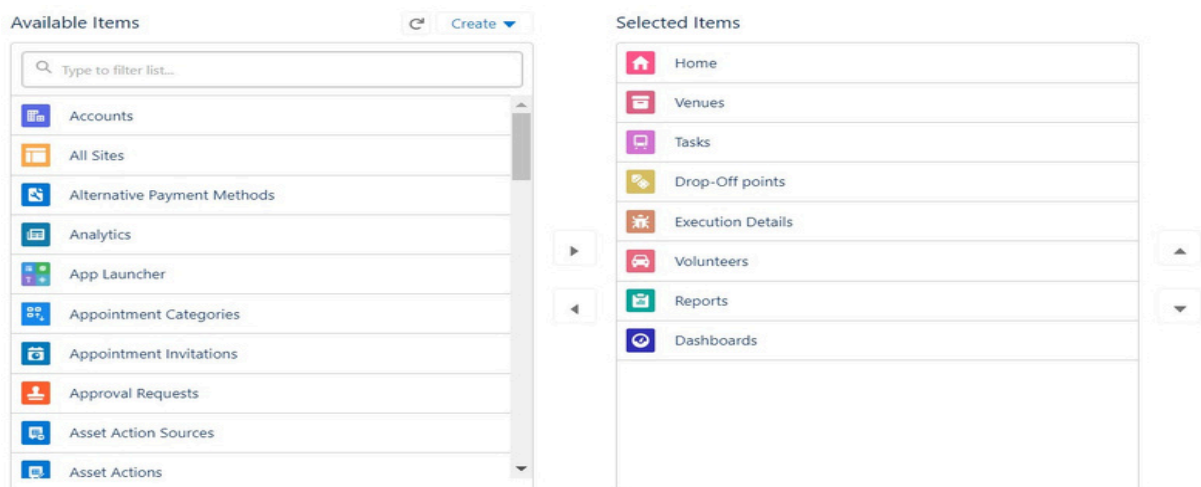 Available Items
Create
Type to filter list...
Accounts
All Sites
Alternative Payment Methods
Analytics
App Launcher
Appointment Categories
Appointment Invitations
Approval Requests
Asset Action Sources
Asset Actions
Selected Items
Home
Venues
Tasks
Drop-Off points
Execution Details
Volunteers
Reports
Dashboards